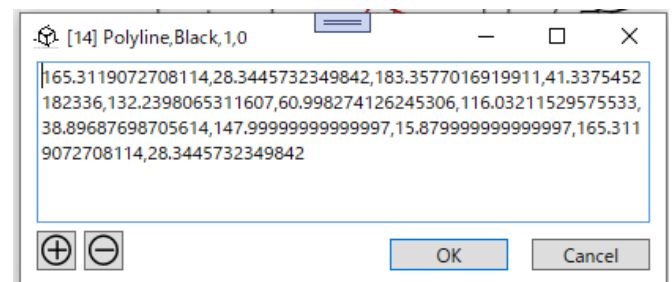 [14] Polyline,Black,1,0
165.3119072708114,28.3445732349842,183.3577016919911,41.3375452
182336,132.2398065311607,60.998274126245306,116.03211529575533,
38.89687698705614,147.99999999999997,15.879999999999997,165.311
9072708114,28.3445732349842
OK Cancel